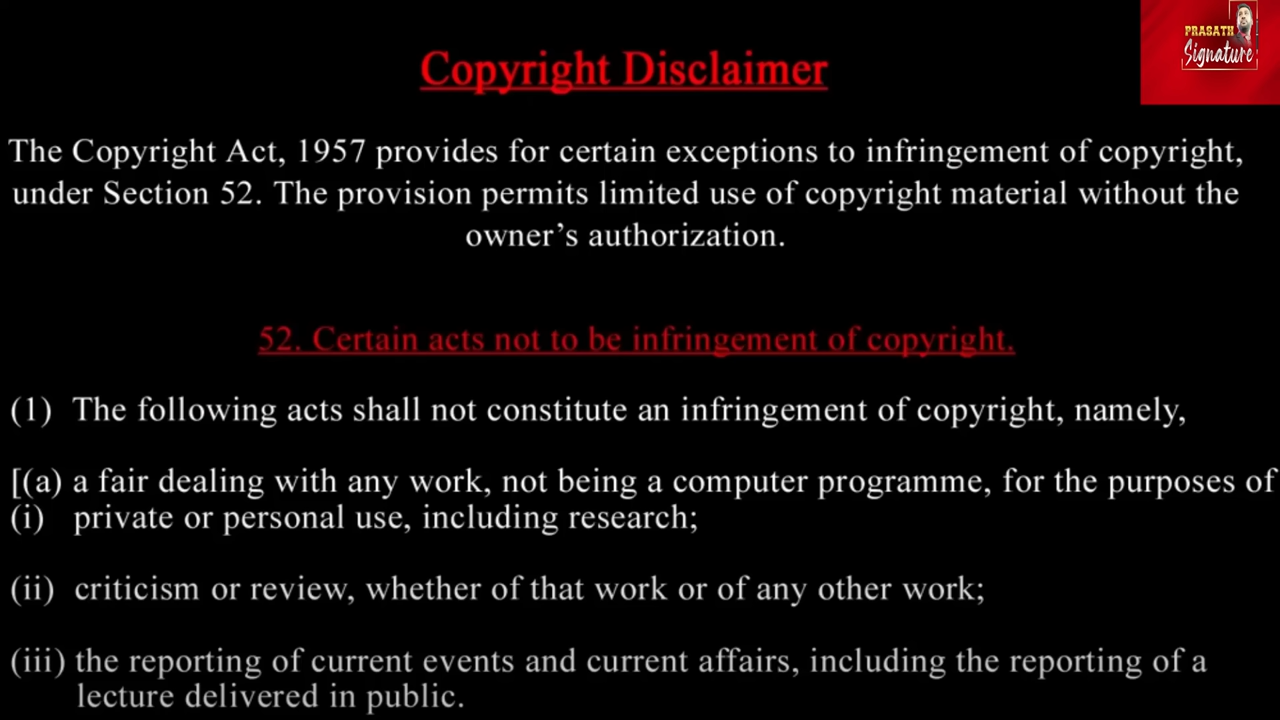 PRASATH
Signature
Copyright Disclaimer
The Copyright Act, 1957 provides for certain exceptions to infringement of copyright,
under Section 52. The provision permits limited use of copyright material without the
owner’s authorization.
52. Certain acts not to be infringement of copyright.
(1) The following acts shall not constitute an infringement of copyright, namely,
[(a) a fair dealing with any work, not being a computer programme, for the purposes of
(i) private or personal use, including research;
(ii) criticism or review, whether of that work or of any other work;
(iii) the reporting of current events and current affairs, including the reporting of a
lecture delivered in public.